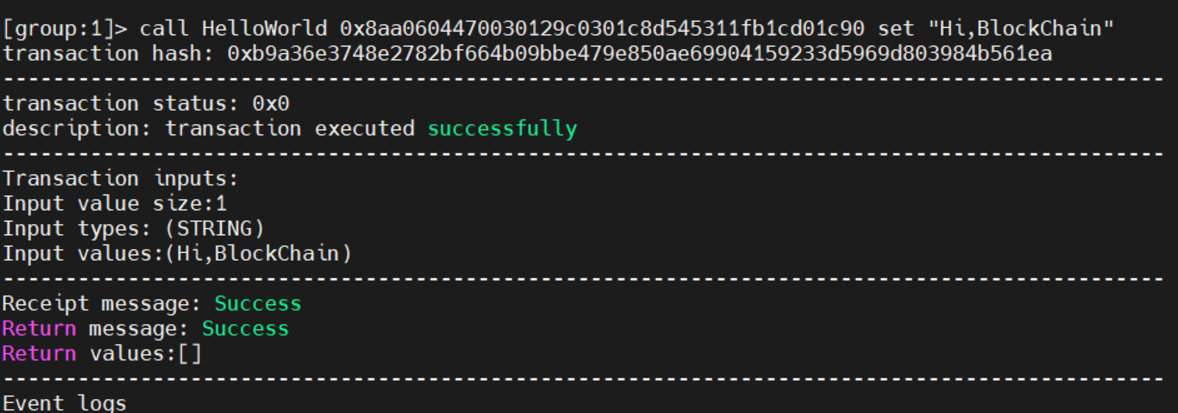 [group:1]> call HelloWorld 0x8aa0604470030129c0301c8d545311fb1cd01c90 set "Hi,BlockChain"
transaction hash: 0xb9a36e3748e2782bf664b09bbe479e850ae69904159233d5969d803984b561ea
---------------------------------------------------------------------------------------------
transaction status: 0x0
description: transaction executed successfully
---------------------------------------------------------------------------------------------
Transaction inputs:
Input value size:1
Input types: (STRING)
Input values:(Hi,BlockChain)
---------------------------------------------------------------------------------------------
Receipt message: Success
Return message: Success
Return values:[]
---------------------------------------------------------------------------------------------
Event logs